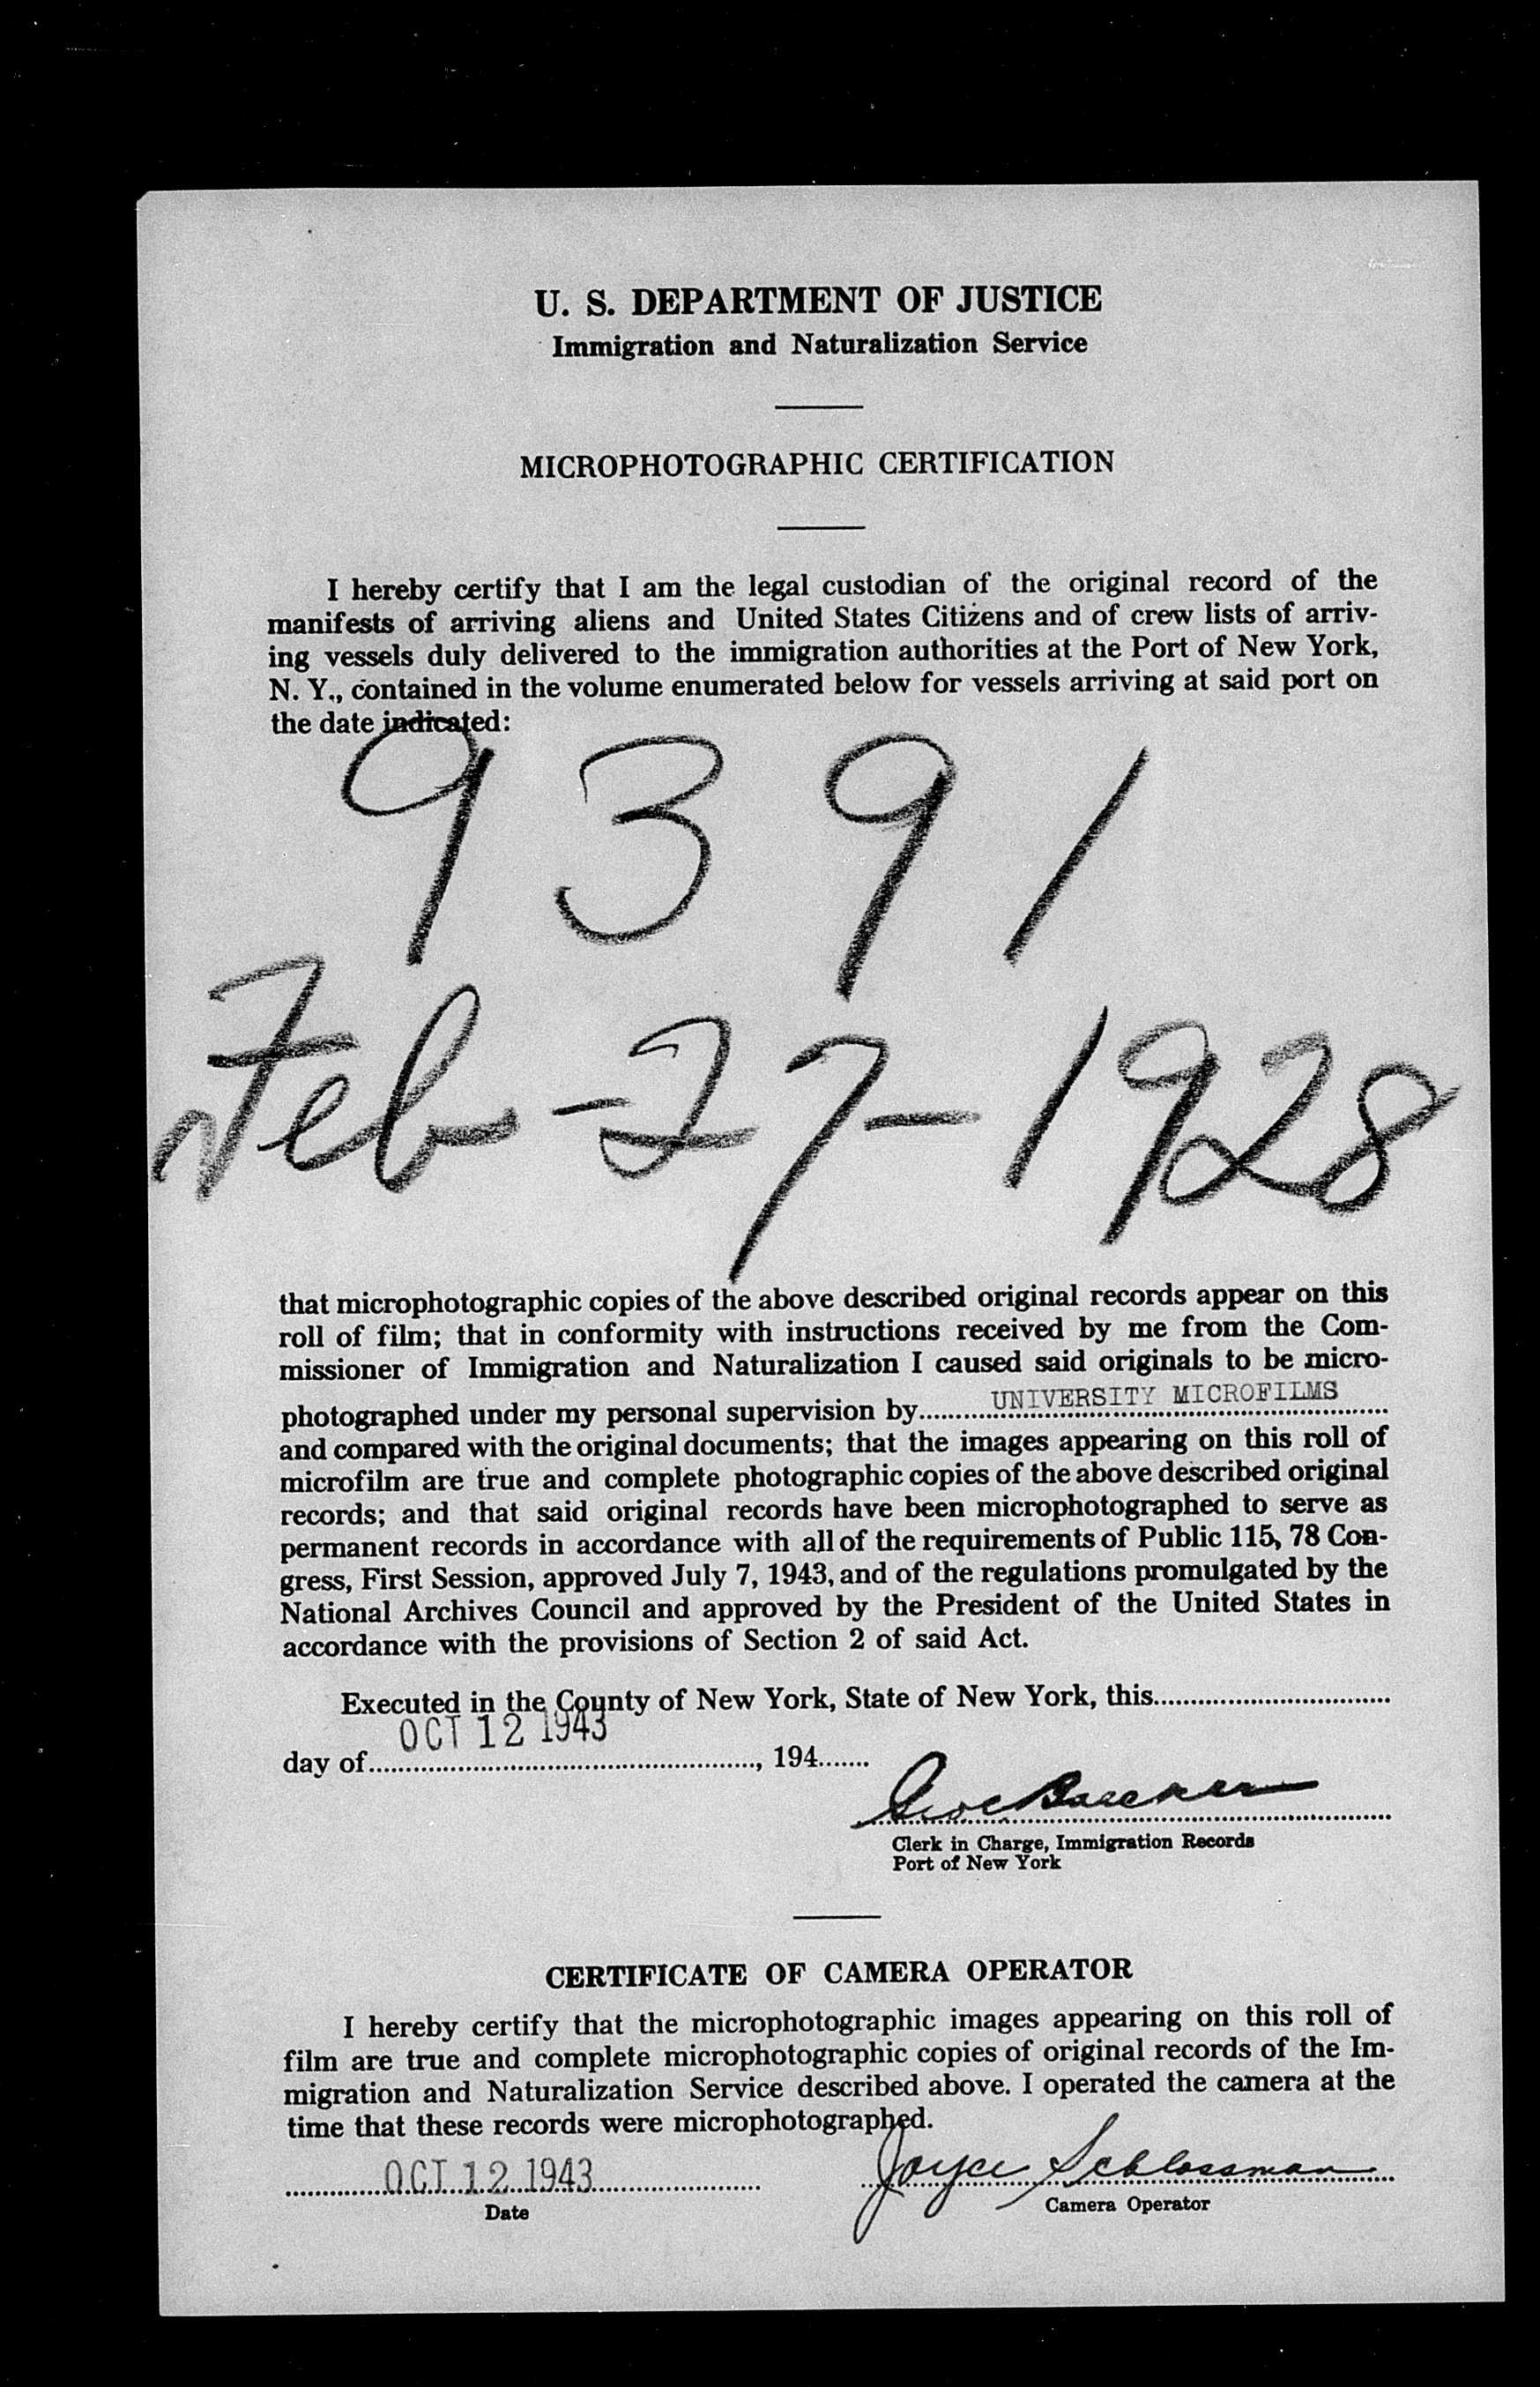 U. S. DEPARTMENT OF JUSTICE
Immigration and Naturalization Service
MICROPHOTOGRAPHIC CERTIFICATION
I hereby certify that I am the legal custodian of the original record of the
manifests of arriving aliens and United States Citizens and of crew lists of arriv-
ing vessels duly delivered to the immigration authorities at the Port of New York,
N. Y., contained in the volume enumerated below for vessels arriving at said port on
the date indicated:
9391
Feb-27-1928
that microphotographic copies of the above described original records appear on this
roll of film; that in conformity with instructions received by me from the Com-
missioner of Immigration and Naturalization I caused said originals to be micro-
photographed under my personal supervision by UNIVERSITY MICROFILMS
and compared with the original documents; that the images appearing on this roll of
microfilm are true and complete photographic copies of the above described original
records; and that said original records have been microphotographed to serve as
permanent records in accordance with all of the requirements of Public 115, 78 Con-
gress, First Session, approved July 7, 1943, and of the regulations promulgated by the
National Archives Council and approved by the President of the United States in
accordance with the provisions of Section 2 of said Act.
Executed in the County of New York, State of New York, this
OCT 12 1943
day of, 194
Clerk in Charge, Immigration Records
Port of New York
CERTIFICATE OF CAMERA OPERATOR
I hereby certify that the microphotographic images appearing on this roll of
film are true and complete microphotographic copies of original records of the Im-
migration and Naturalization Service described above. I operated the camera at the
time that these records were microphotographed.
OCT 12 1943 Joyce Schlossman
Date Camera Operator